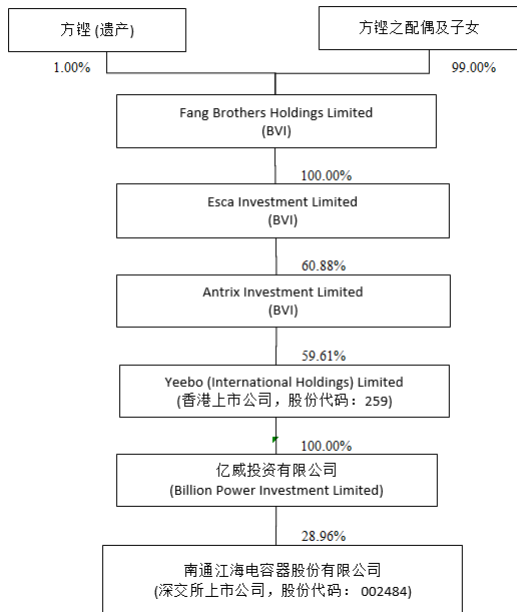 方铿 (遗产)
方铿之配偶及子女
1.00%
99.00%
Fang Brothers Holdings Limited
(BVI)
100.00%
Esca Investment Limited
(BVI)
60.88%
Antrix Investment Limited
(BVI)
59.61%
Yeebo (International Holdings) Limited
(香港上市公司，股份代码：259)
100.00%
亿威投资有限公司
(Billion Power Investment Limited)
28.96%
南通江海电容器股份有限公司
(深交所上市公司，股份代码： 002484)